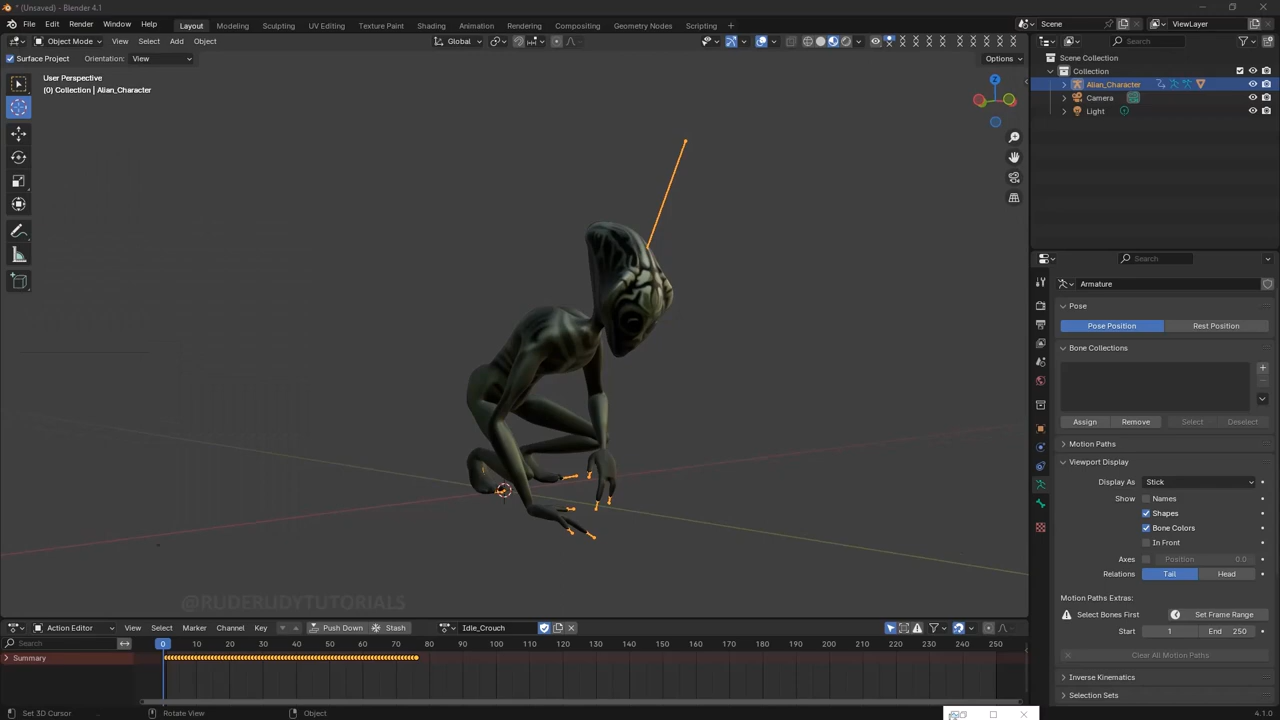 * (Unsaved) - Blender 4.1
File Edit Render Window Help Layout Modeling Sculpting UV Editing Texture Paint Shading Animation Rendering Compositing Geometry Nodes Scripting + Scene ViewLayer
Object Mode View Select Add Object Global Search
Surface Project Orientation: View Options
Scene Collection
Collection
Alian_Character
Camera
Light
User Perspective
(0) Collection | Alian_Character
Z
Search
Armature
Pose
Pose Position Rest Position
Bone Collections
Assign Remove Select Deselect
Motion Paths
Viewport Display
Display As Stick
Show Names
Shapes
Bone Colors
In Front
Axes Position 0.0
Relations Tail Head
Motion Paths Extras:
Select Bones First Set Frame Range
Start 1 End 250
Clear All Motion Paths
Inverse Kinematics
Selection Sets
@RUDERUDYTUTORIALS
Action Editor View Select Marker Channel Key Push Down Stash Idle_Crouch
Search 0 10 20 30 40 50 60 70 80 90 100 110 120 130 140 150 160 170 180 190 200 210 220 230 240 250
Summary
Set 3D Cursor Rotate View Object 4.1.0